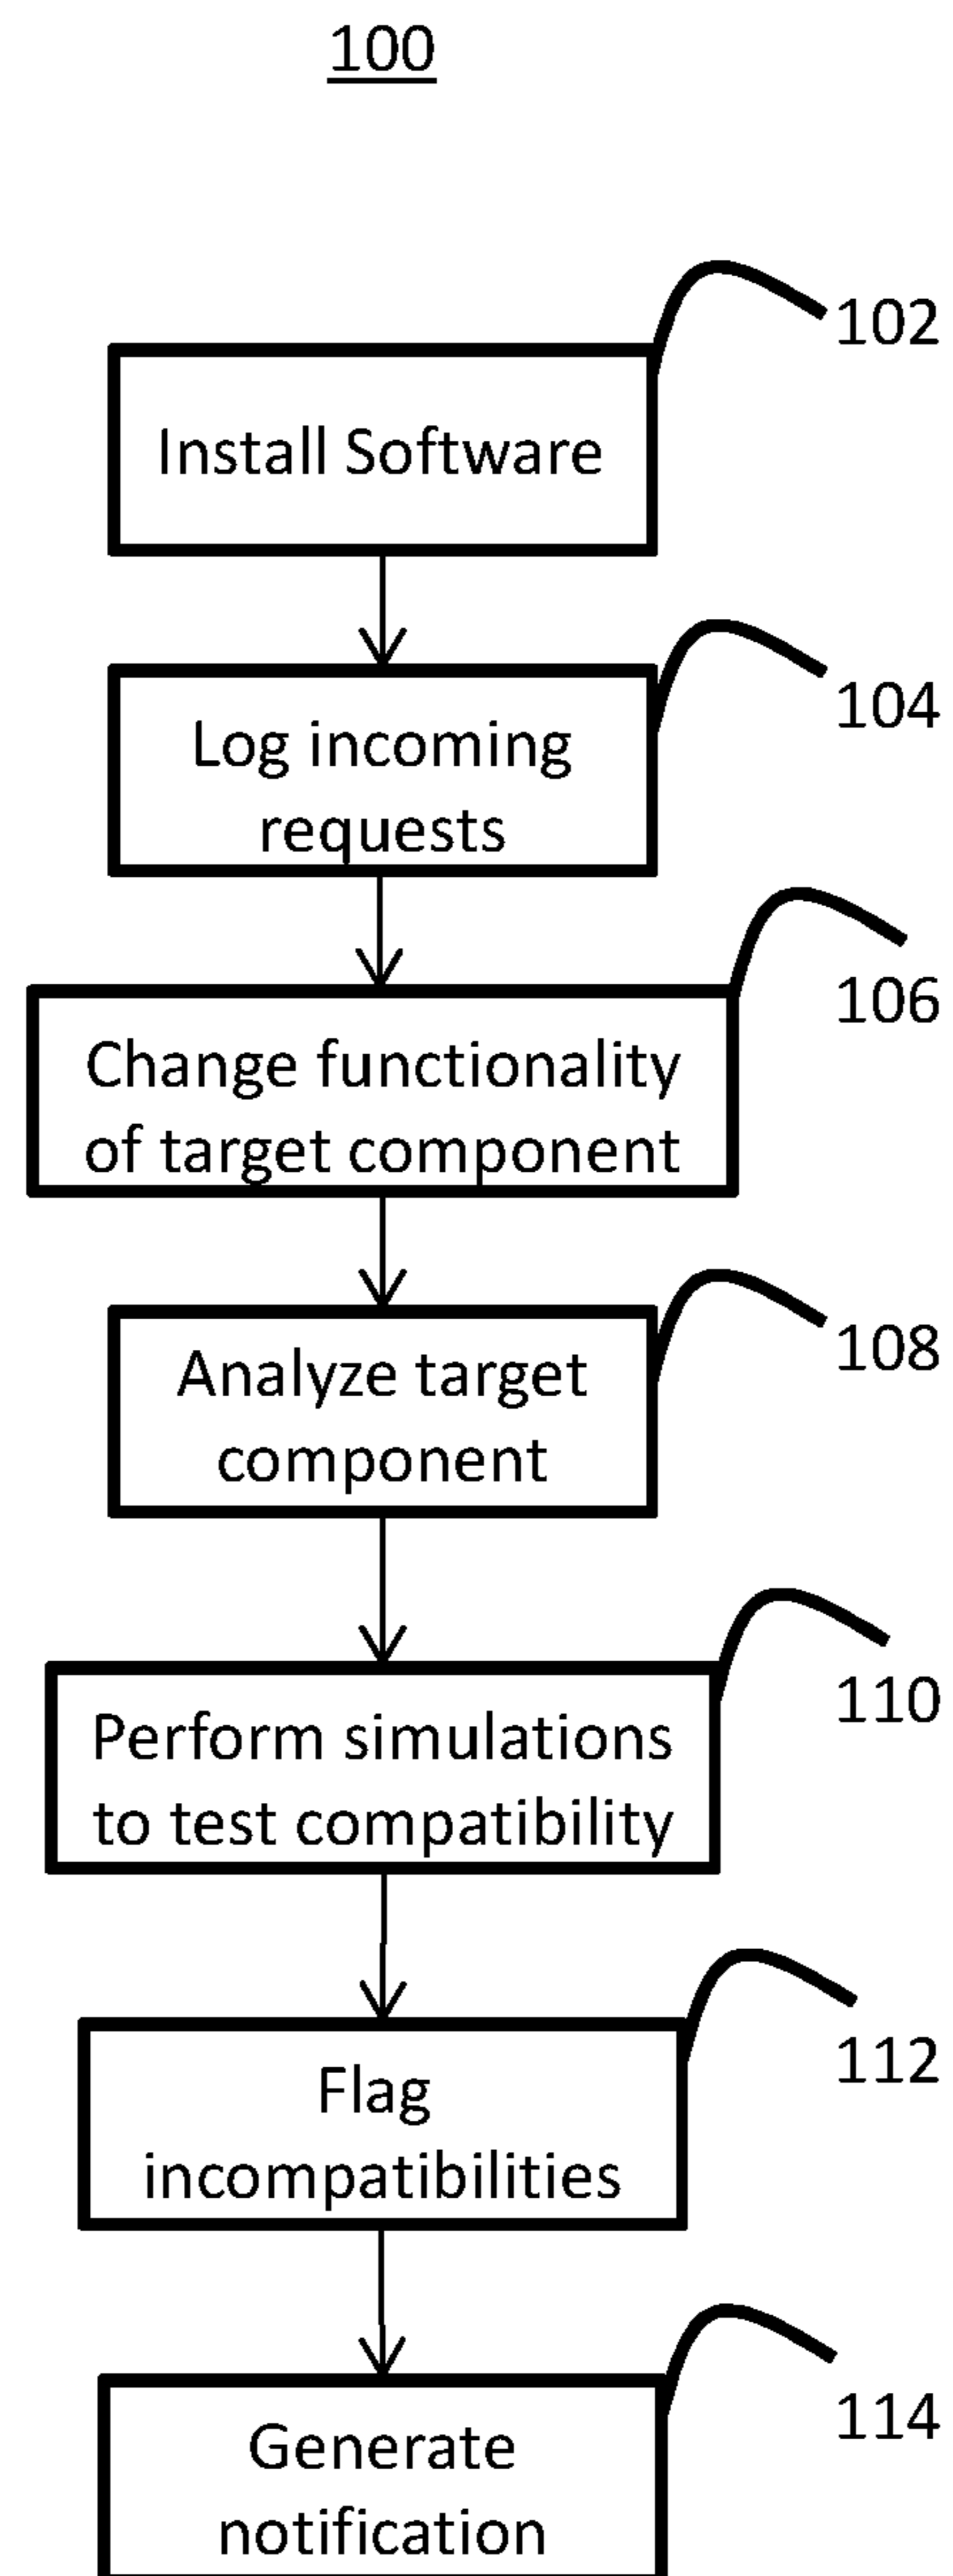 100
102
Install Software
104
Log incoming
requests
106
Change functionality
of target component
108
Analyze target
component
110
Perform simulations
to test compatibility
112
Flag
incompatibilities
114
Generate
notification